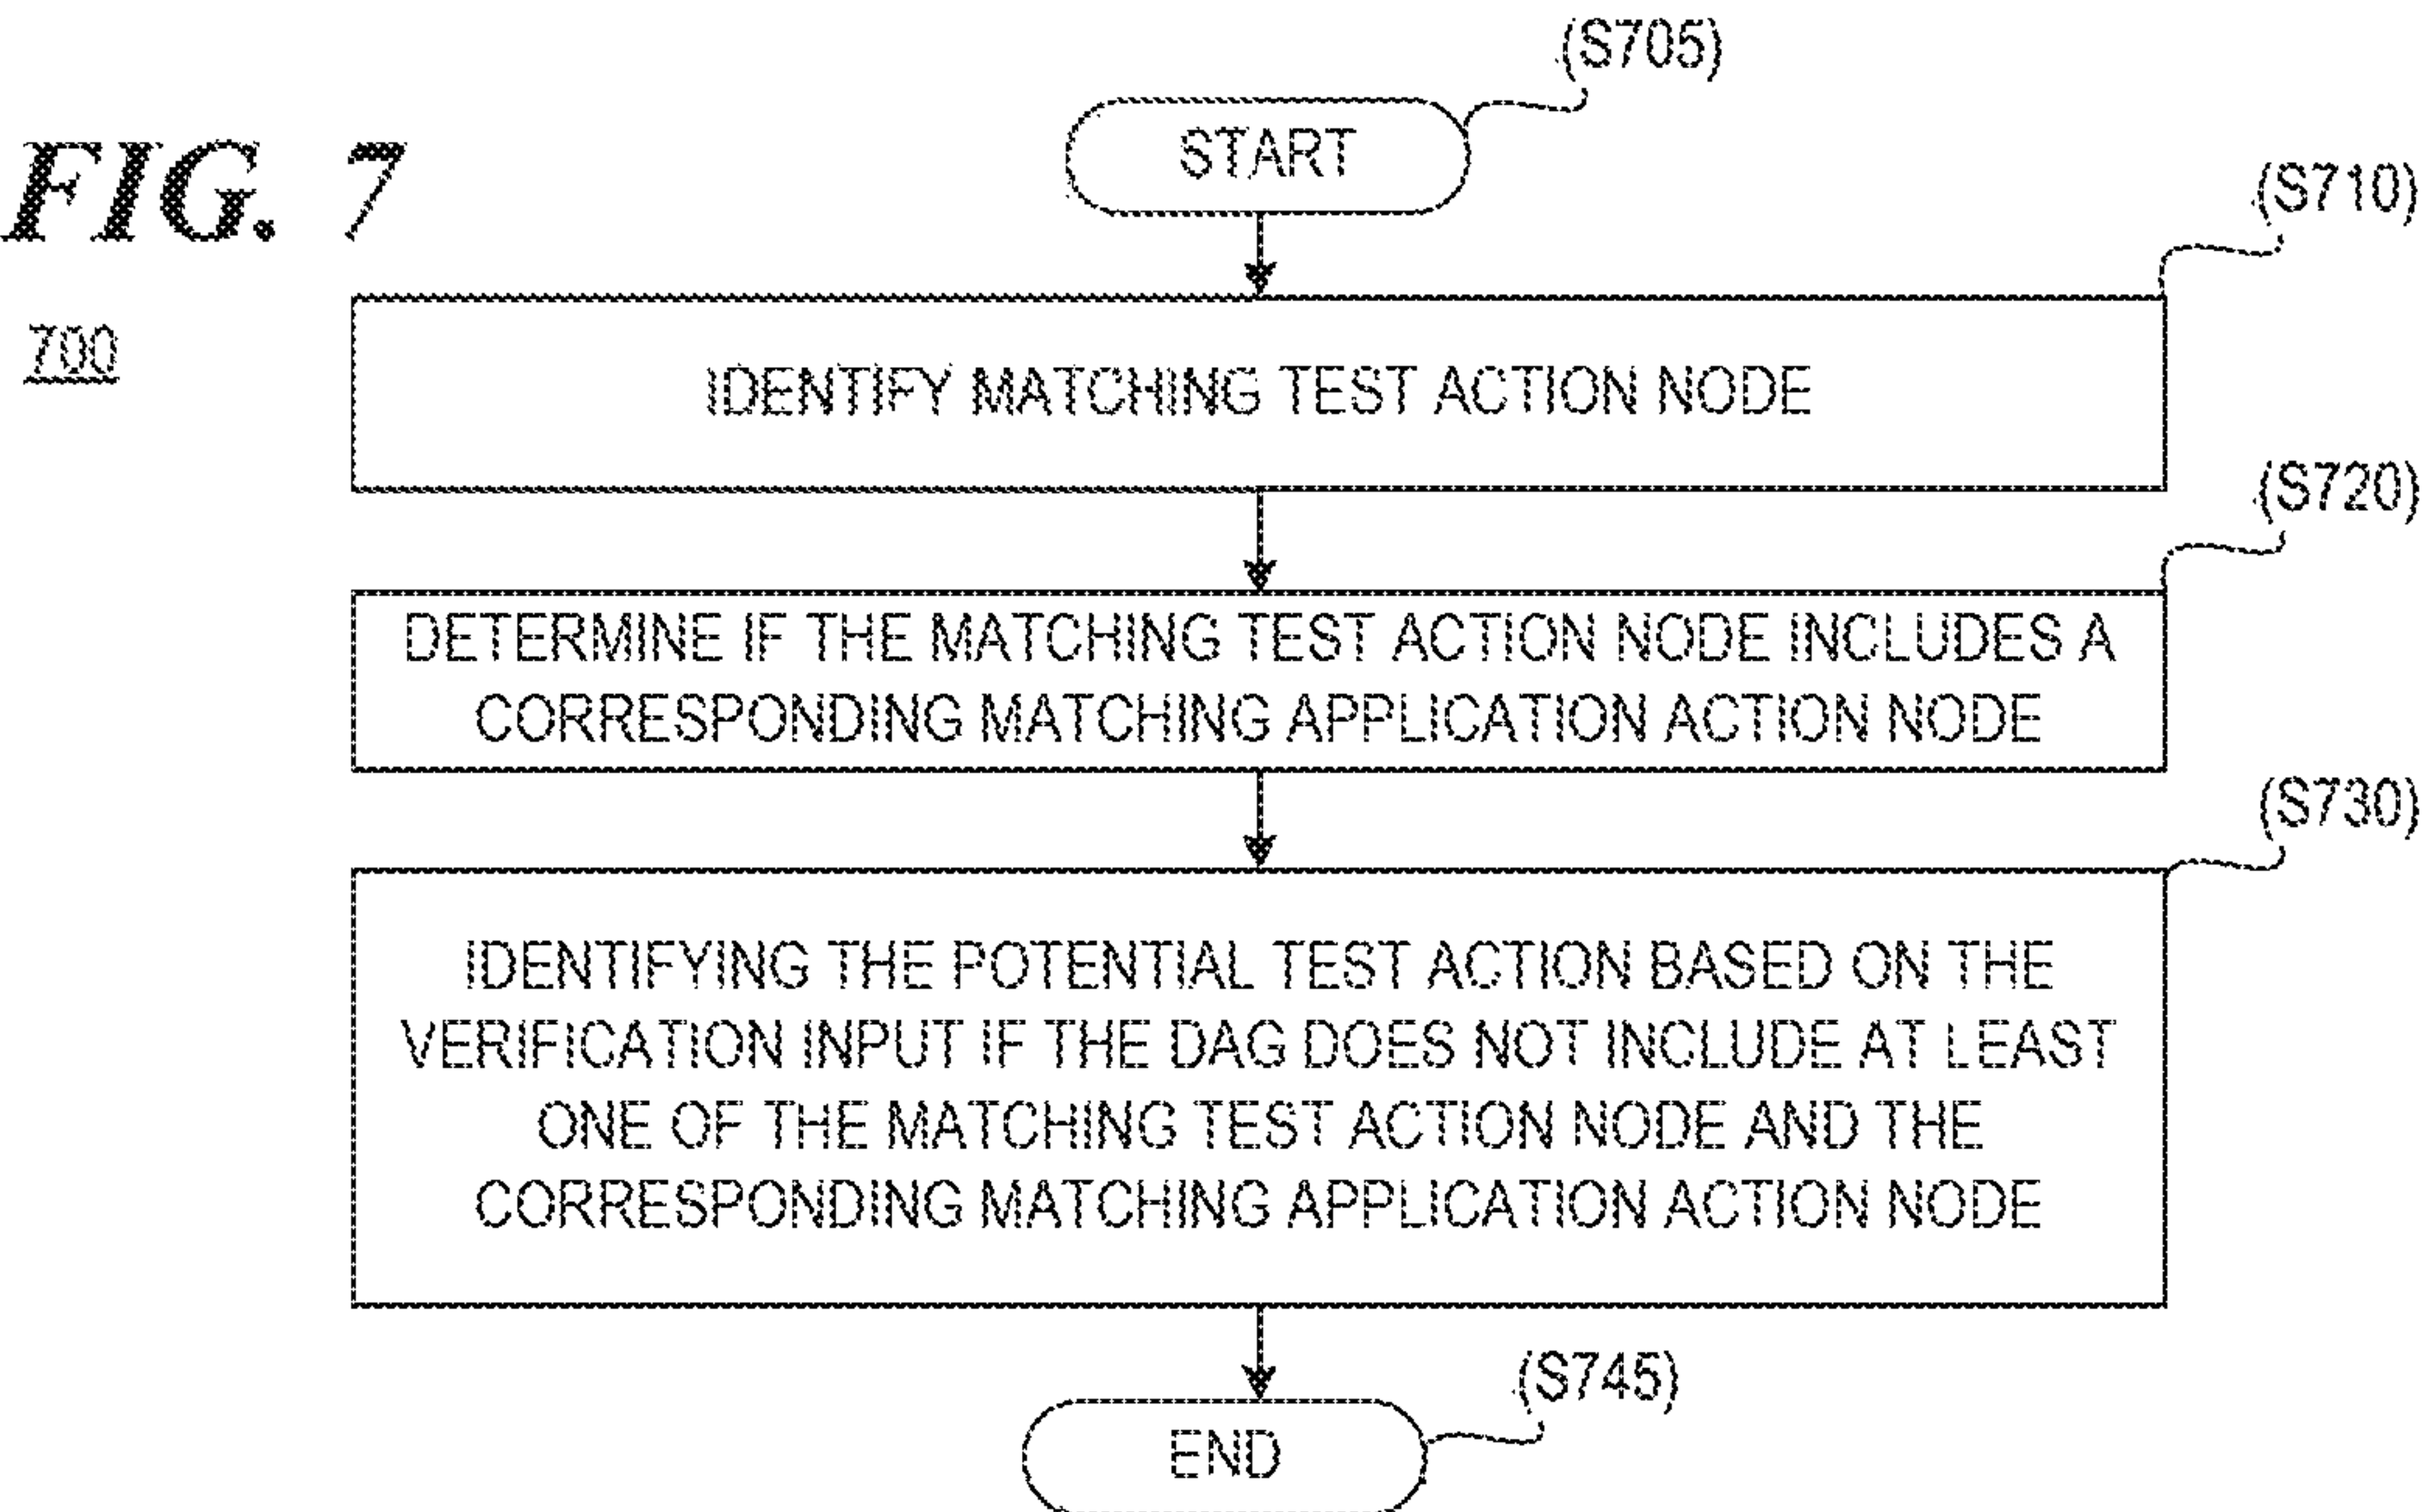 (S705)
FIG. 7
START
(S710)
700
IDENTIFY MATCHING TEST ACTION NODE
(S720)
DETERMINE IF THE MATCHING TEST ACTION NODE INCLUDES A
CORRESPONDING MATCHING APPLICATION ACTION NODE
(S730)
IDENTIFYING THE POTENTIAL TEST ACTION BASED ON THE
VERIFICATION INPUT IF THE DAG DOES NOT INCLUDE AT LEAST
ONE OF THE MATCHING TEST ACTION NODE AND THE
CORRESPONDING MATCHING APPLICATION ACTION NODE
(S745)
END